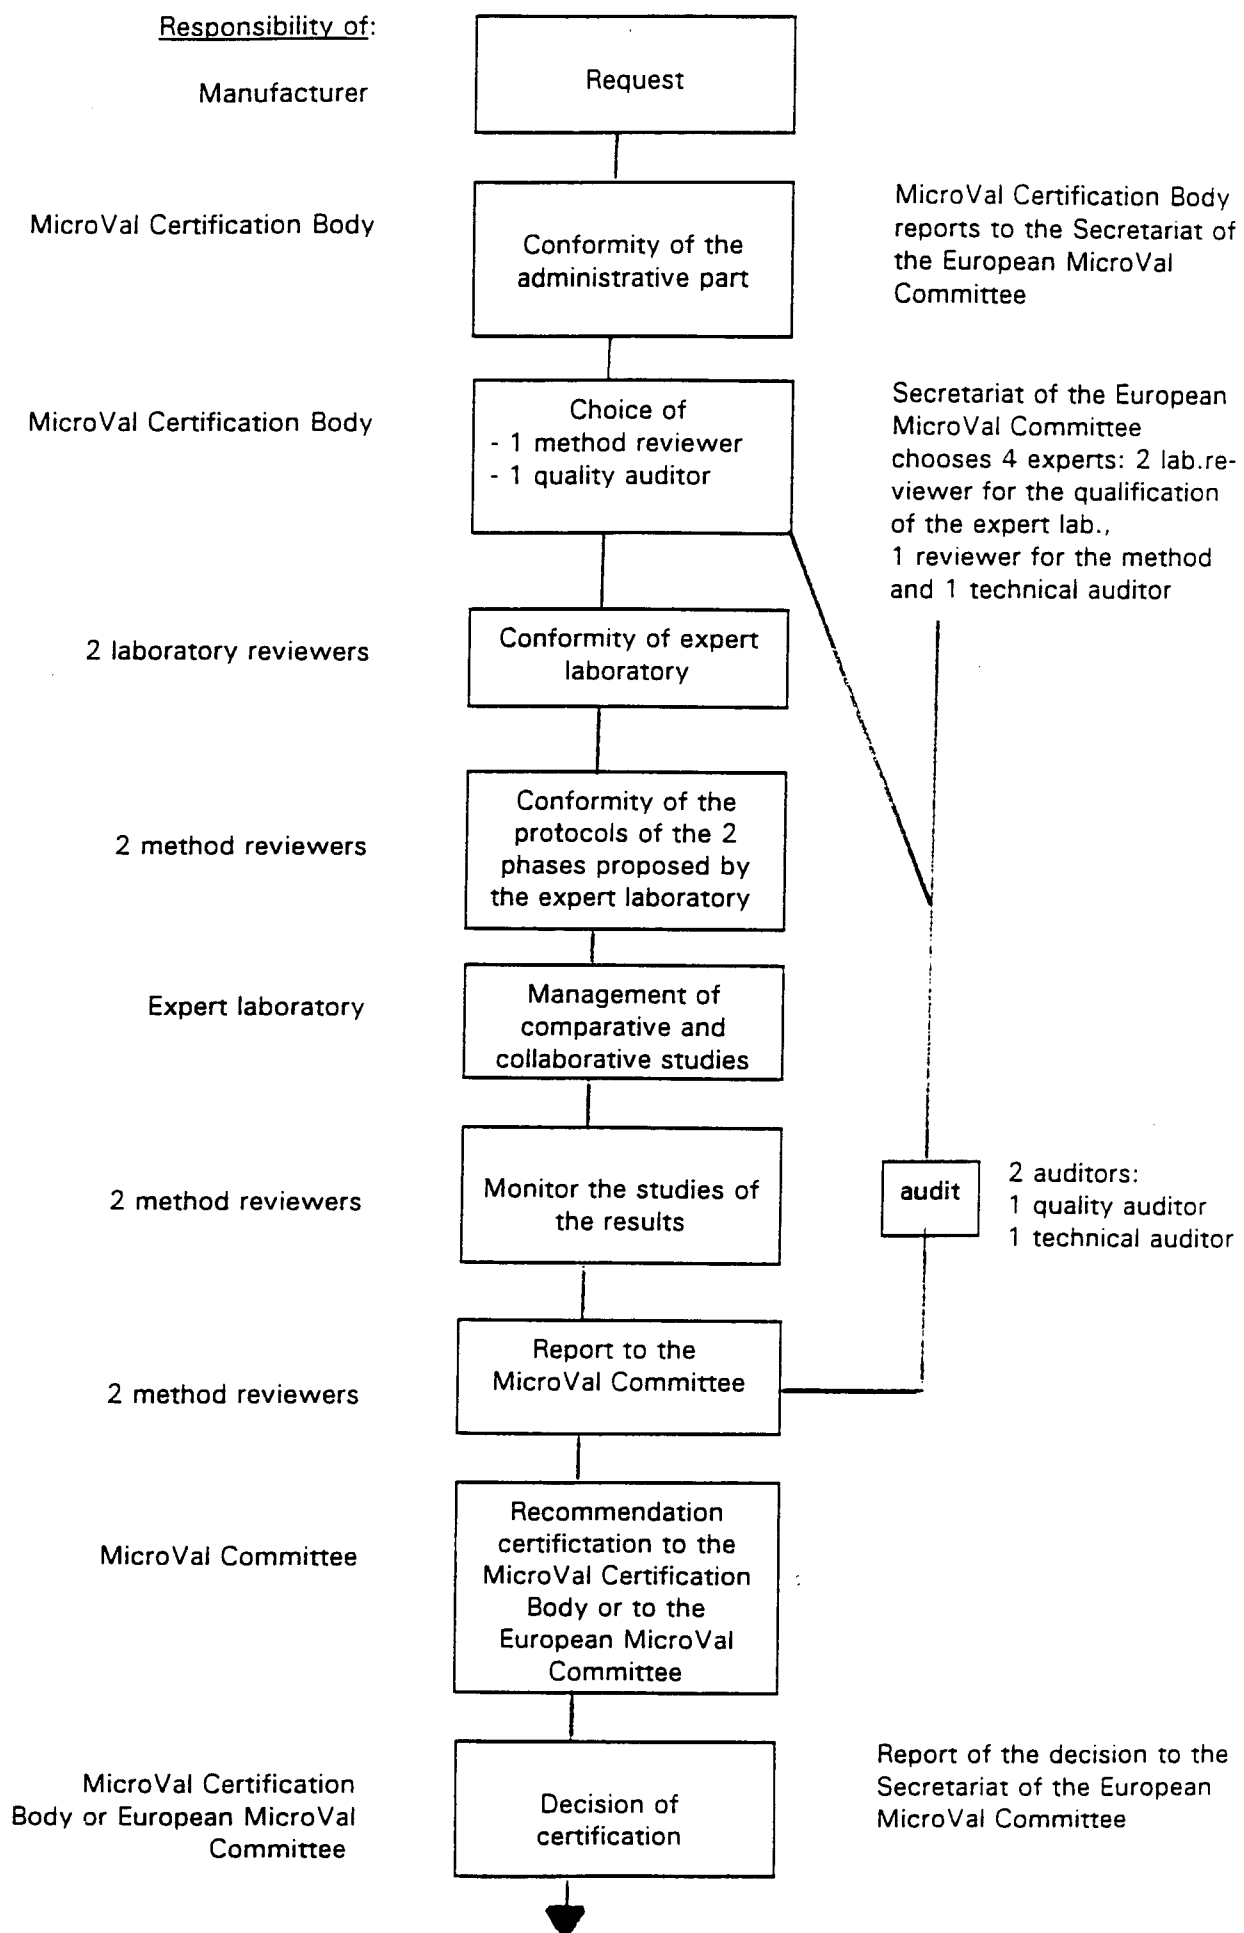 Responsibility of:
Manufacturer
Request
MicroVal Certification Body
Conformity of the
administrative part
MicroVal Certification Body
reports to the Secretariat of
the European MicroVal
Committee
MicroVal Certification Body
Choice of
- 1 method reviewer
- 1 quality auditor
Secretariat of the European
MicroVal Committee
chooses 4 experts: 2 lab.re-
viewer for the qualification
of the expert lab.,
1 reviewer for the method
and 1 technical auditor
2 laboratory reviewers
Conformity of expert
laboratory
2 method reviewers
Conformity of the
protocols of the 2
phases proposed by
the expert laboratory
Expert laboratory
Management of
comparative and
collaborative studies
2 method reviewers
Monitor the studies of
the results
audit
2 auditors:
1 quality auditor
1 technical auditor
2 method reviewers
Report to the
MicroVal Committee
MicroVal Committee
Recommendation
certifictation to the
MicroVal Certification
Body or to the
European MicroVal
Committee
MicroVal Certification
Body or European MicroVal
Committee
Decision of
certification
Report of the decision to the
Secretariat of the European
MicroVal Committee